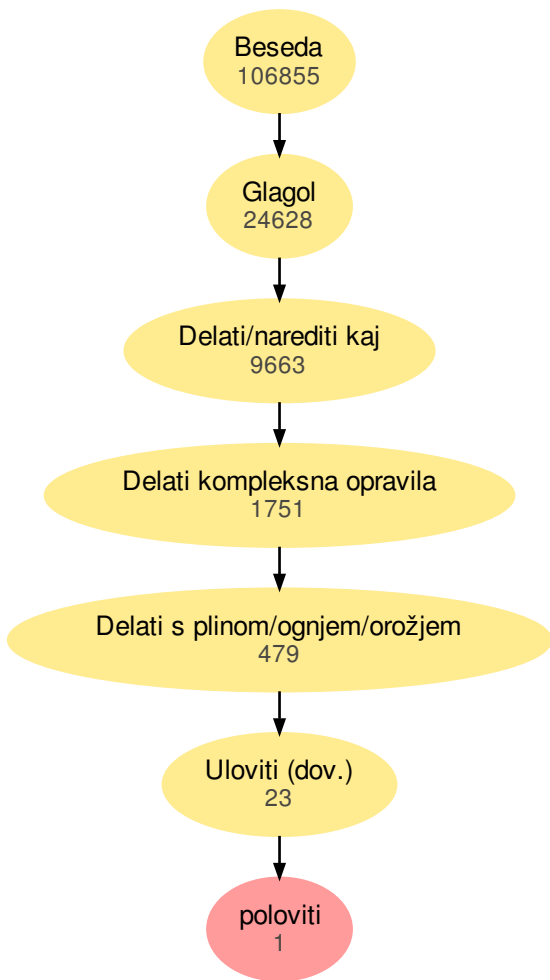 Beseda
106855
Glagol
24628
Delati/narediti kaj
9663
Delati kompleksna opravila
1751
Delati s plinom/ognjem/orožjem
479
Uloviti (dov.)
23
poloviti
1